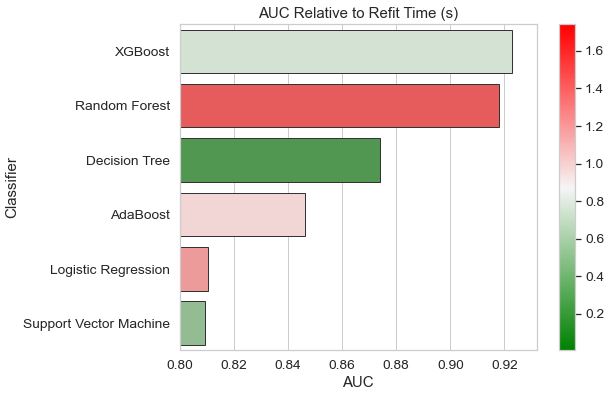 AUC Relative to Refit Time (s)
XGBoost
Random Forest
Decision Tree
AdaBoost
Logistic Regression
Support Vector Machine
Classifier
0.80 0.82 0.84 0.86 0.88 0.90 0.92
AUC
1.6
1.4
1.2
1.0
0.8
0.6
0.4
0.2